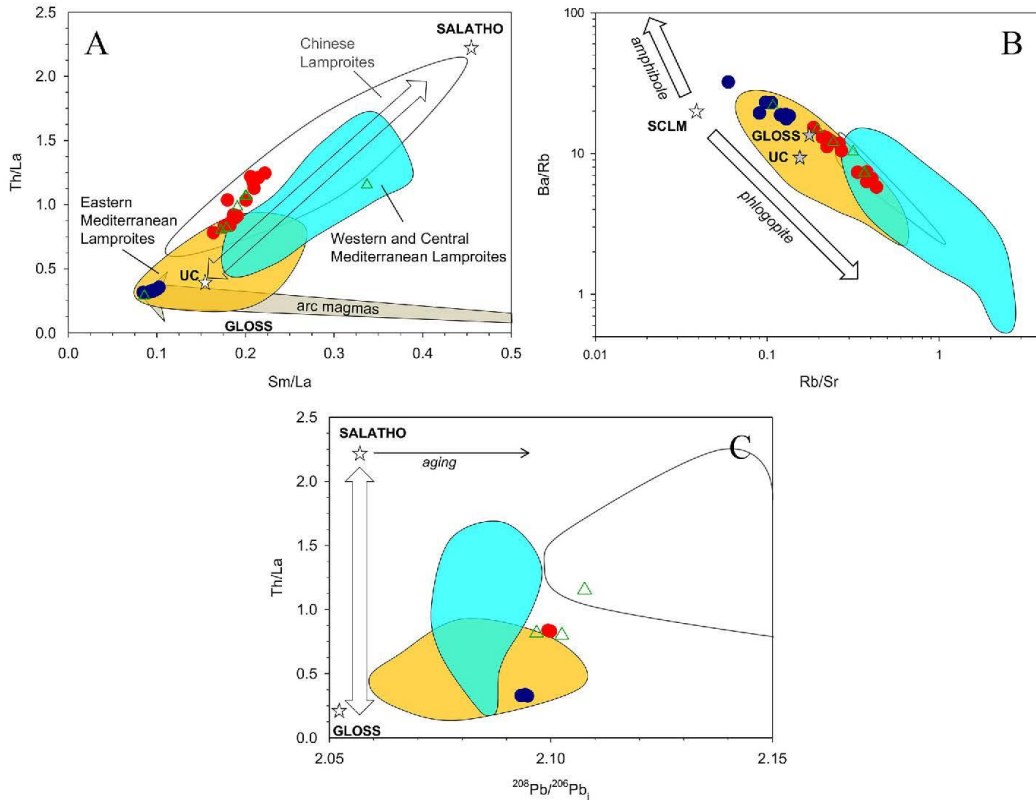 A
SALATHO
Chinese
Lamproites
Eastern
Mediterranean
Lamproites
UC
Western and Central
Mediterranean Lamproites
GLOSS
arc magmas
Th/La
2.5
2.0
1.5
1.0
0.5
0.0
0.0
0.1
0.2
0.3
0.4
0.5
Sm/La
B
amphibole
SCLM
GLOSS
UC
phlogopite
Ba/Rb
100
10
1
0.01
0.1
1
Rb/Sr
C
SALATHO
aging
GLOSS
Th/La
2.5
2.0
1.5
1.0
0.5
0.0
2.05
2.10
2.15
²⁰⁸Pb/²⁰⁶Pbᵢ